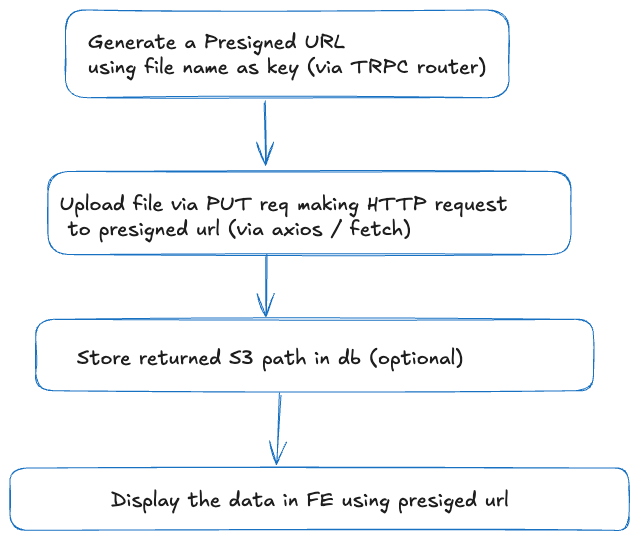 Generate a Presigned URL
using file name as key (via TRPC router)
Upload file via PUT req making HTTP request
to presigned url (via axios / fetch)
Store returned S3 path in db (optional)
Display the data in FE using presiged url